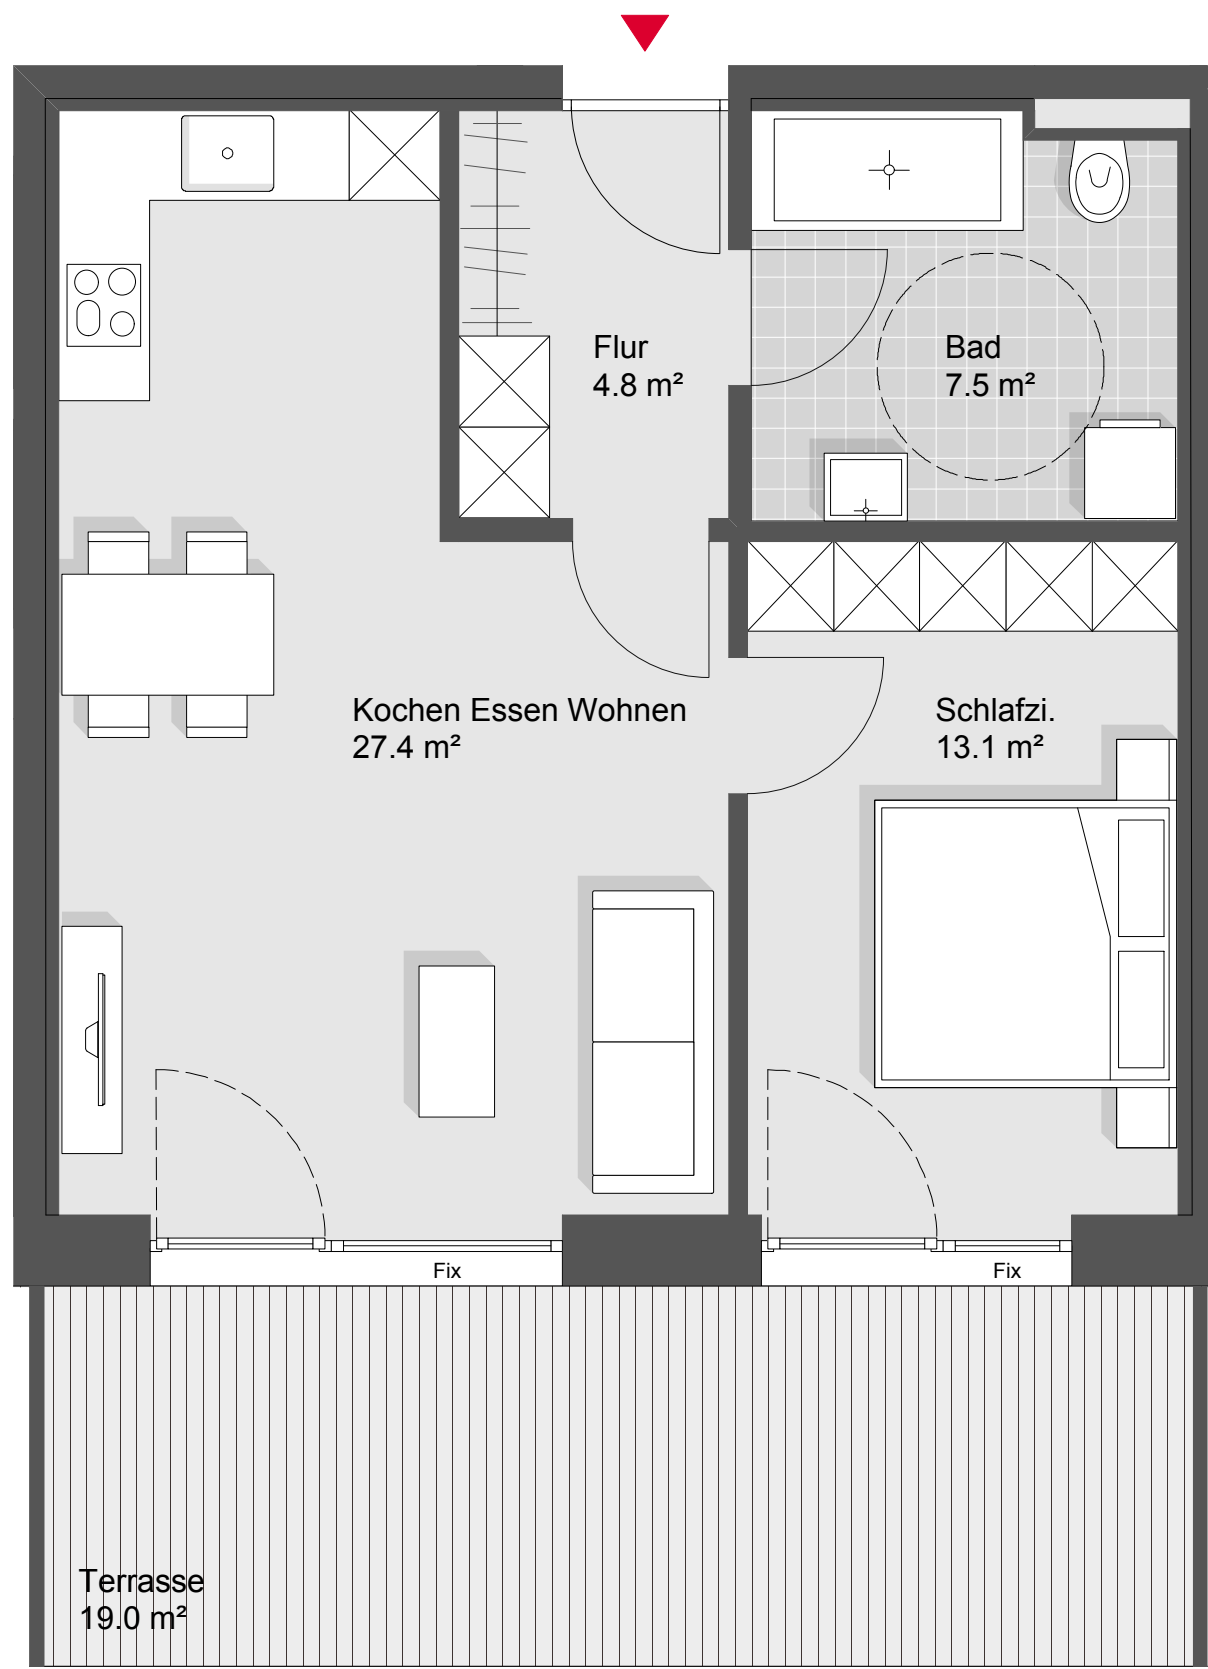 Flur
4.8 m²
Bad
7.5 m²
Kochen Essen Wohnen
27.4 m²
Schlafzi.
13.1 m²
Fix
Fix
Terrasse
19.0 m²